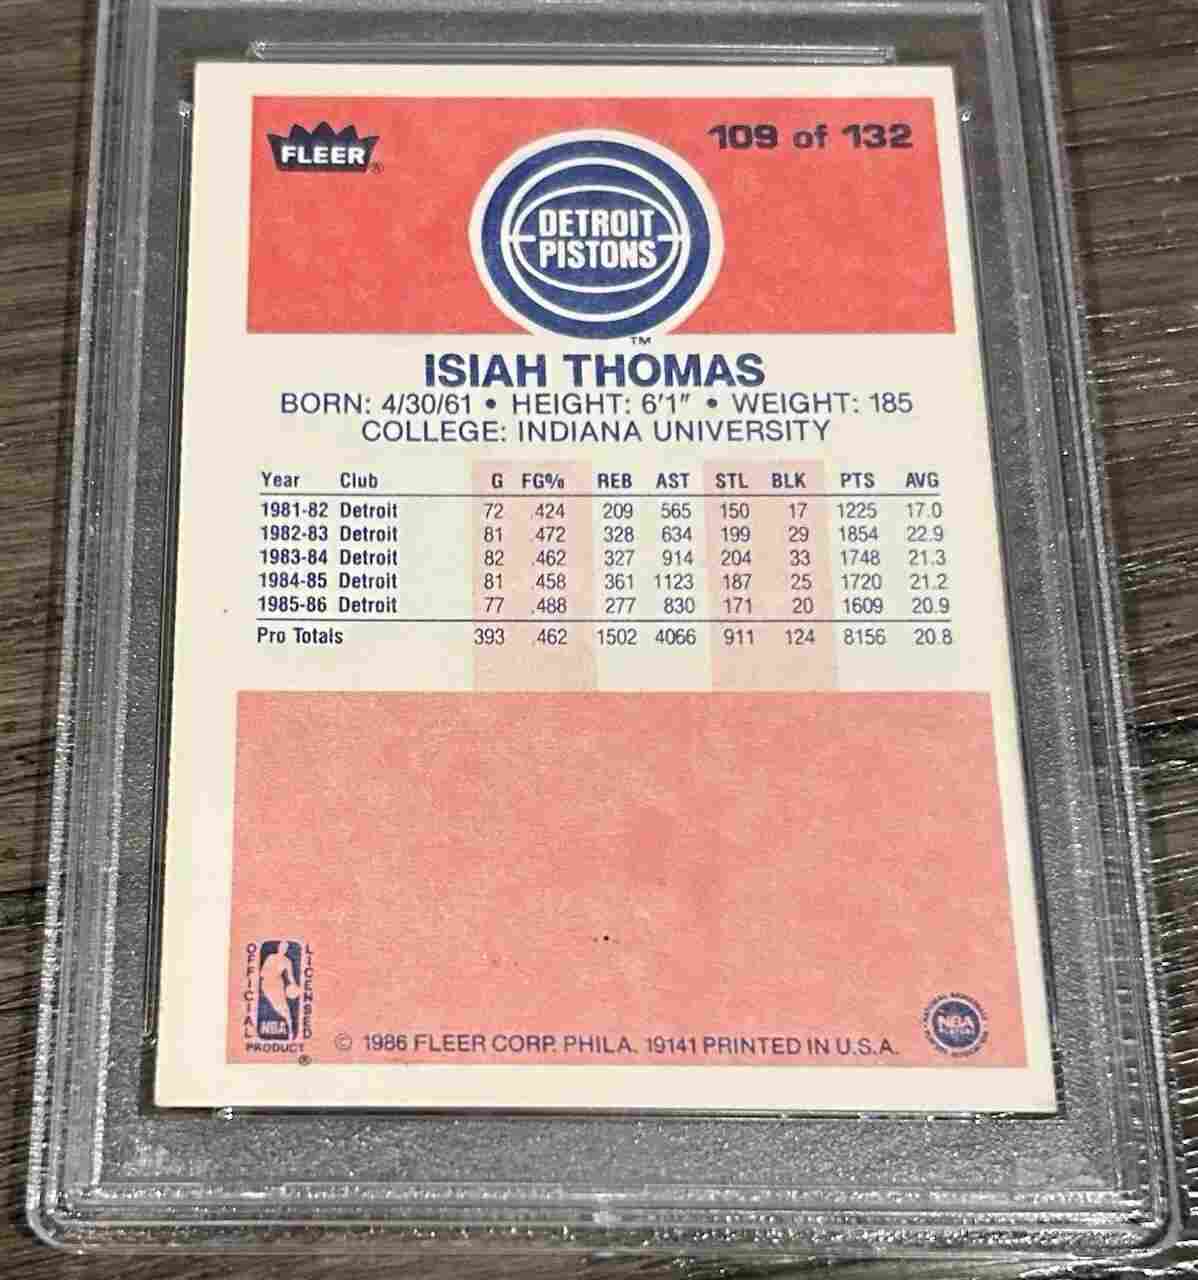 FLEER®
109 of 132
DETROIT
PISTONS
TM
ISIAH THOMAS
BORN: 4/30/61 • HEIGHT: 6'1" • WEIGHT: 185
COLLEGE: INDIANA UNIVERSITY
Year Club G FG% REB AST STL BLK PTS AVG
1981-82 Detroit 72 .424 209 565 150 17 1225 17.0
1982-83 Detroit 81 .472 328 634 199 29 1854 22.9
1983-84 Detroit 82 .462 327 914 204 33 1748 21.3
1984-85 Detroit 81 .458 361 1123 187 25 1720 21.2
1985-86 Detroit 77 .488 277 830 171 20 1609 20.9
Pro Totals 393 .462 1502 4066 911 124 8156 20.8
OFFICIAL
LICENSED
NBA
PRODUCT
®
© 1986 FLEER CORP. PHILA. 19141 PRINTED IN U.S.A.
NBA